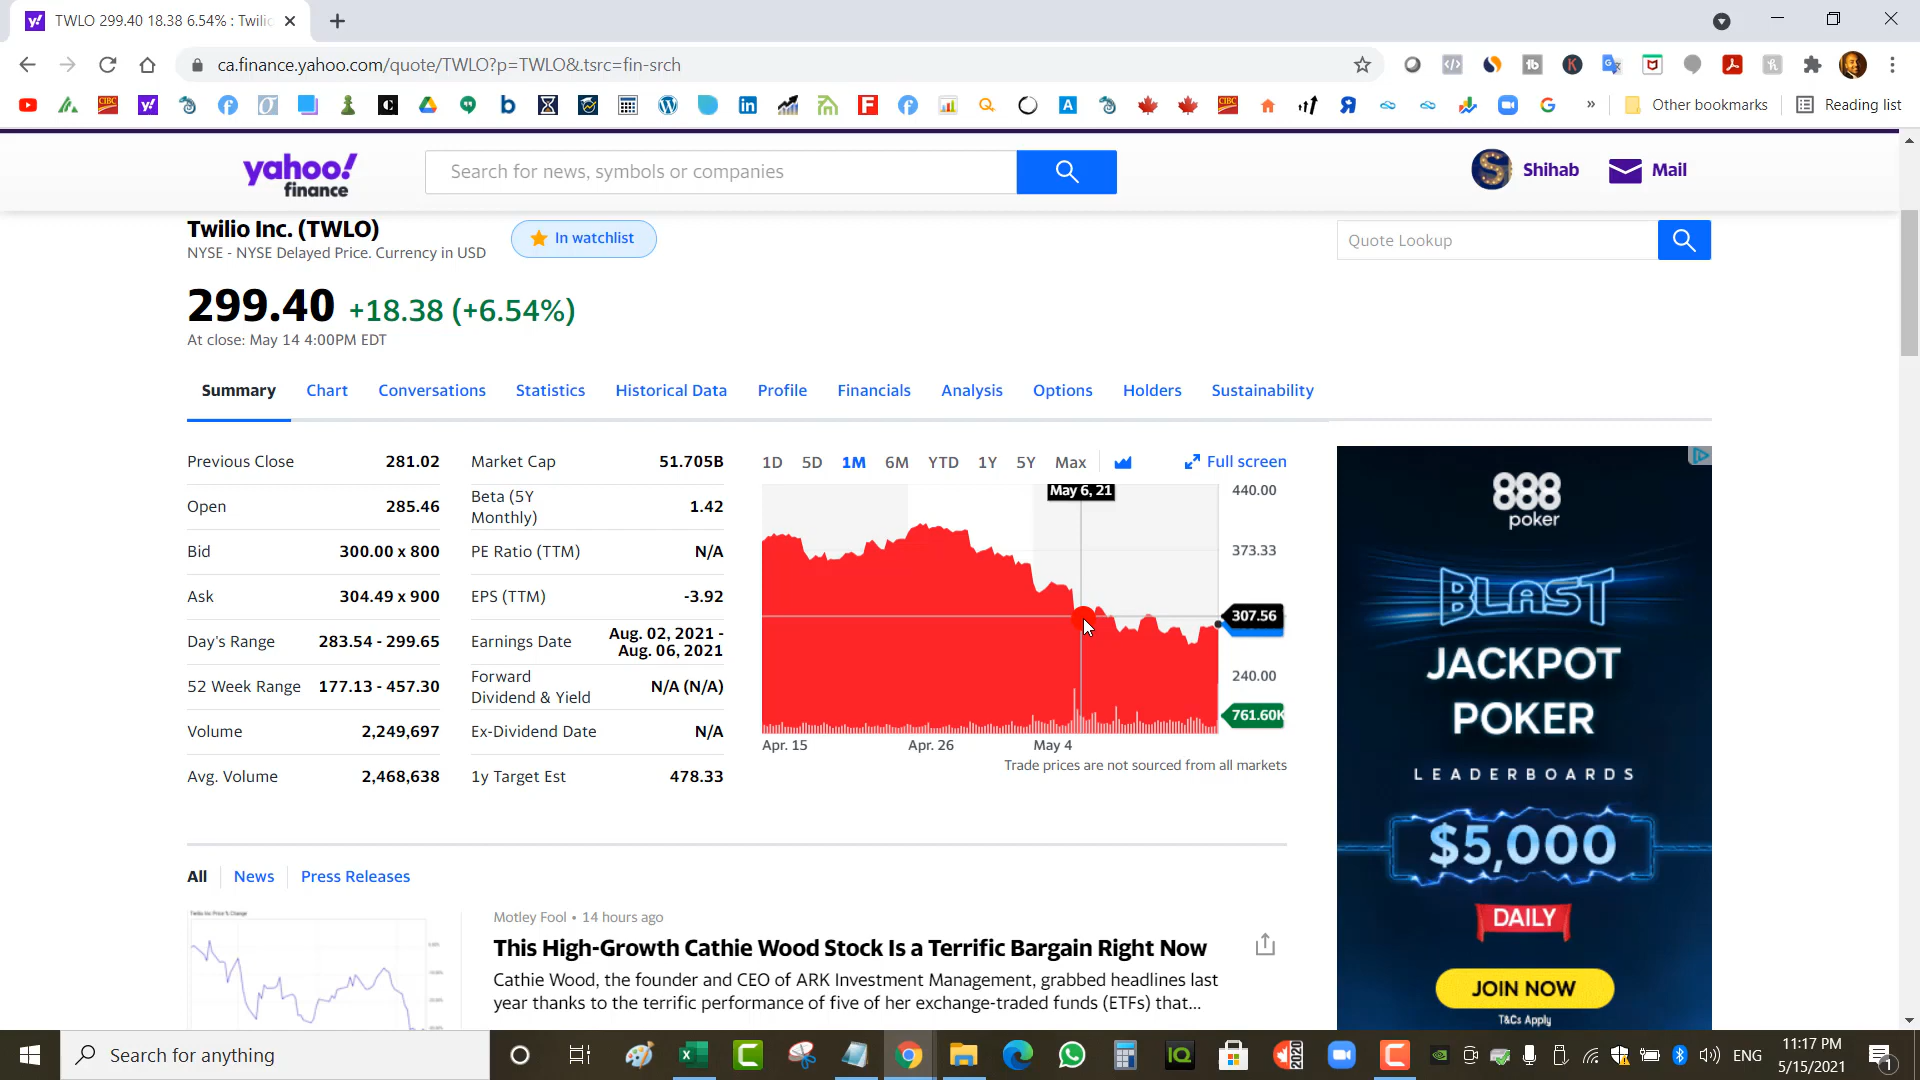 TWLO 299.40 18.38 6.54% : Twilio
ca.finance.yahoo.com/quote/TWLO?p=TWLO&.tsrc=fin-srch
Other bookmarks
Reading list
yahoo!
finance
Search for news, symbols or companies
Shihab
Mail
Twilio Inc. (TWLO)
NYSE - NYSE Delayed Price. Currency in USD
In watchlist
Quote Lookup
299.40 +18.38 (+6.54%)
At close: May 14 4:00PM EDT
Summary Chart Conversations Statistics Historical Data Profile Financials Analysis Options Holders Sustainability
Previous Close 281.02
Open 285.46
Bid 300.00 x 800
Ask 304.49 x 900
Day's Range 283.54 - 299.65
52 Week Range 177.13 - 457.30
Volume 2,249,697
Avg. Volume 2,468,638
Market Cap 51.705B
Beta (5Y
Monthly) 1.42
PE Ratio (TTM) N/A
EPS (TTM) -3.92
Earnings Date Aug. 02, 2021 -
Aug. 06, 2021
Forward
Dividend & Yield N/A (N/A)
Ex-Dividend Date N/A
1y Target Est 478.33
1D 5D 1M 6M YTD 1Y 5Y Max
Full screen
May 6, 21
440.00
373.33
307.56
240.00
761.60K
Apr. 15 Apr. 26 May 4
Trade prices are not sourced from all markets
888
poker
BLAST
JACKPOT
POKER
LEADERBOARDS
$5,000
DAILY
JOIN NOW
T&Cs Apply
All News Press Releases
Twilio Inc Price % Change
Motley Fool • 14 hours ago
This High-Growth Cathie Wood Stock Is a Terrific Bargain Right Now
Cathie Wood, the founder and CEO of ARK Investment Management, grabbed headlines last
year thanks to the terrific performance of five of her exchange-traded funds (ETFs) that...
Search for anything
ENG
11:17 PM
5/15/2021